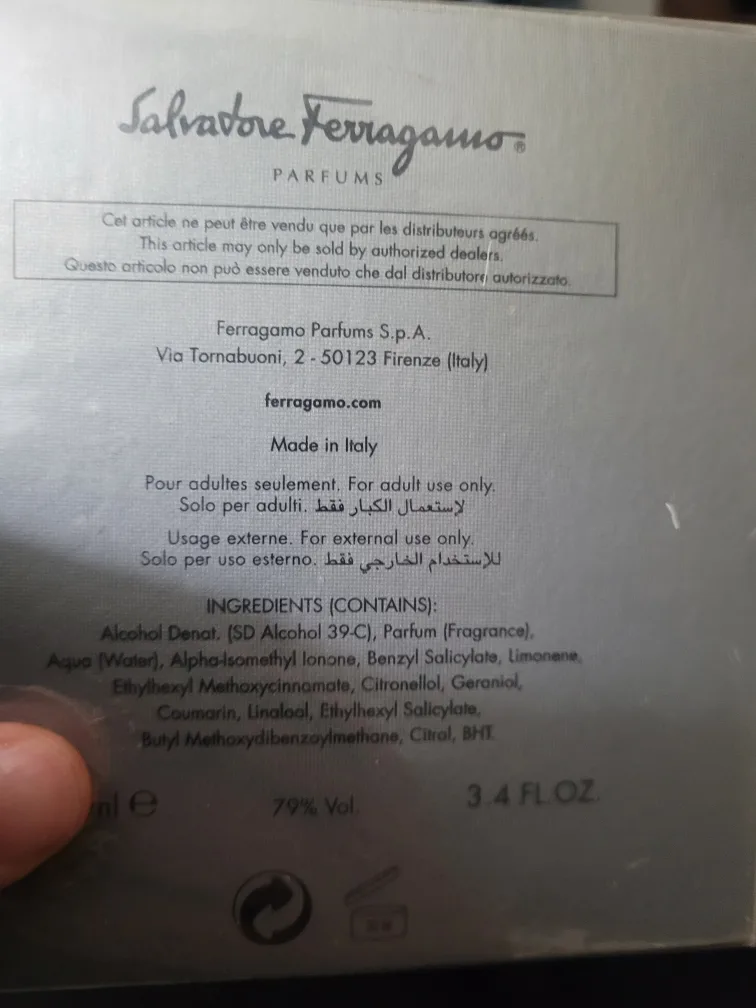 Salvatore Ferragamo®
PARFUMS
Cet article ne peut être vendu que par les distributeurs agréés.
This article may only be sold by authorized dealers.
Questo articolo non può essere venduto che dal distributore autorizzato.
Ferragamo Parfums S.p.A.
Via Tornabuoni, 2 - 50123 Firenze (Italy)
ferragamo.com
Made in Italy
Pour adultes seulement. For adult use only.
Solo per adulti. لإستعمال الكبار فقط
Usage externe. For external use only.
Solo per uso esterno. للإستخدام الخارجي فقط
INGREDIENTS (CONTAINS):
Alcohol Denat. (SD Alcohol 39-C), Parfum (Fragrance),
Aqua (Water), Alpha-Isomethyl Ionone, Benzyl Salicylate, Limonene,
Ethylhexyl Methoxycinnamate, Citronellol, Geraniol,
Coumarin, Linalool, Ethylhexyl Salicylate,
Butyl Methoxydibenzoylmethane, Citral, BHT.
ml e 79% Vol. 3.4 FL.OZ.